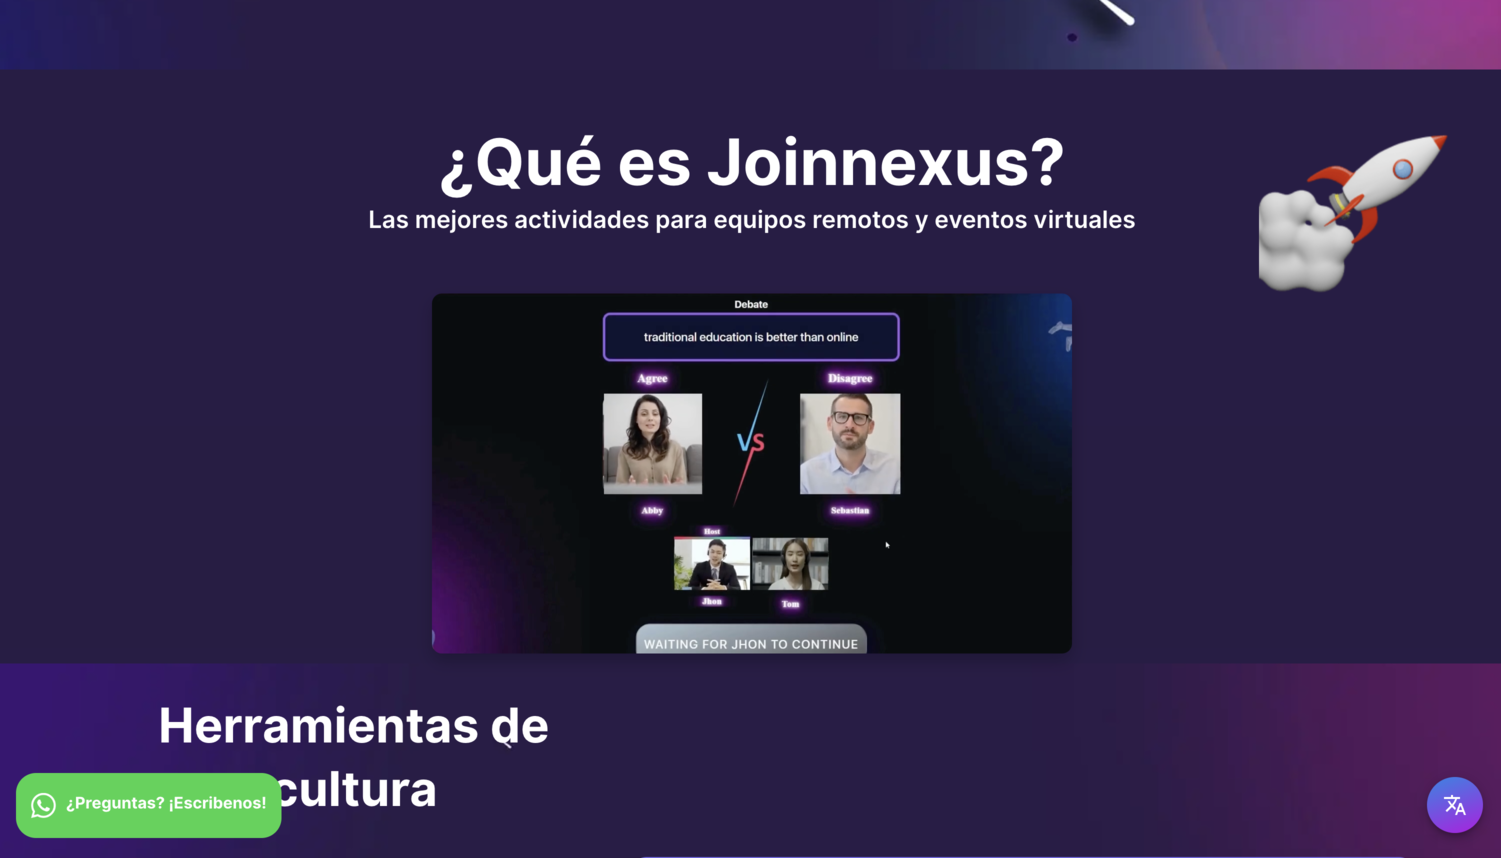 ¿Qué es Joinnexus?
Las mejores actividades para equipos remotos y eventos virtuales
Debate
traditional education is better than online
Agree
Disagree
VS
Abby
Sebastian
Host
Jhon
Tom
WAITING FOR JHON TO CONTINUE
Herramientas de
cultura
¿Preguntas? ¡Escribenos!